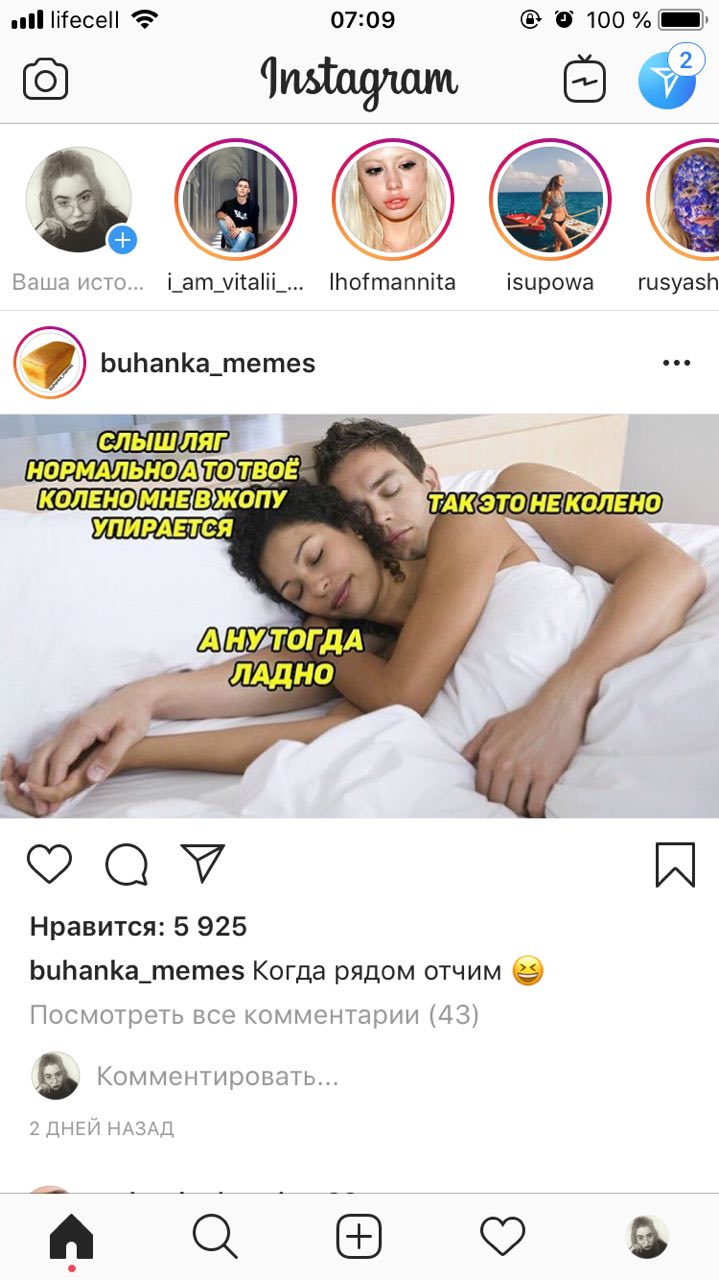 lifecell 07:09 100 %
Instagram
2
Ваша исто... i_am_vitalii_... lhofmannita isupowa rusyash
buhanka_memes
СЛЫШ ЛЯГ
НОРМАЛЬНО А ТО ТВОЁ
КОЛЕНО МНЕ В ЖОПУ
УПИРАЕТСЯ
ТАК ЭТО НЕ КОЛЕНО
А НУ ТОГДА
ЛАДНО
Нравится: 5 925
buhanka_memes Когда рядом отчим 😆
Посмотреть все комментарии (43)
Комментировать...
2 ДНЕЙ НАЗАД